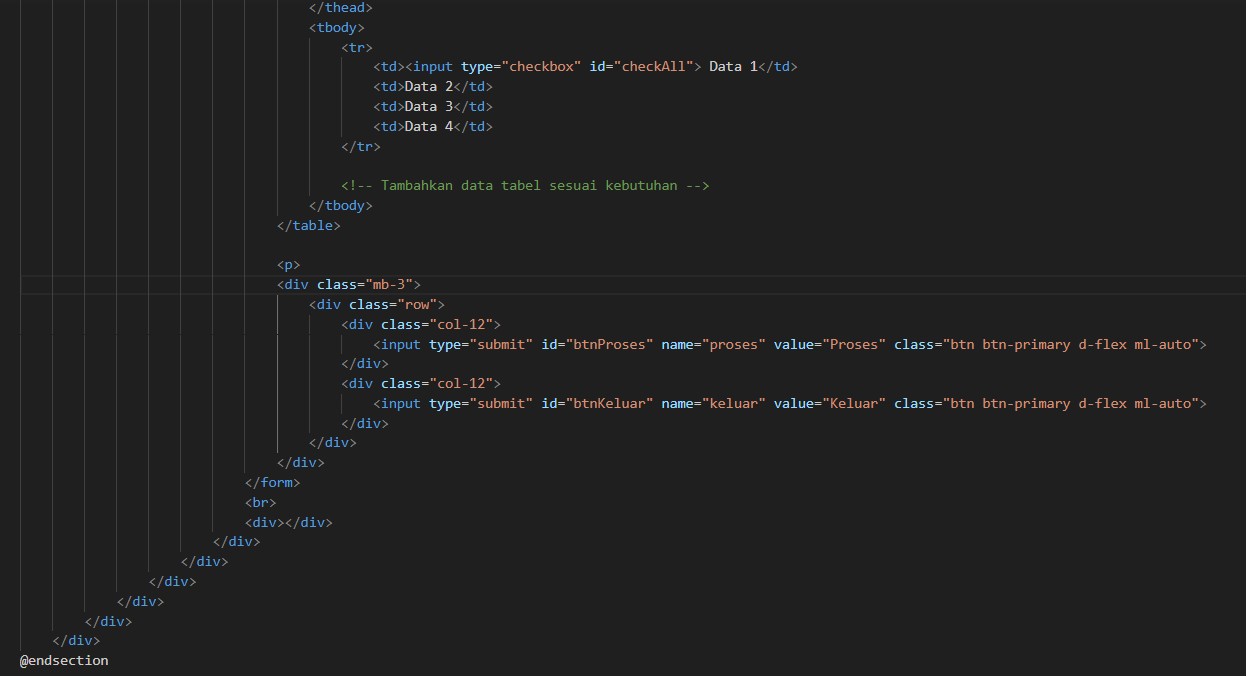 </thead>
<tbody>
<tr>
<td><input type="checkbox" id="checkAll"> Data 1</td>
<td>Data 2</td>
<td>Data 3</td>
<td>Data 4</td>
</tr>
<!-- Tambahkan data tabel sesuai kebutuhan -->
</tbody>
</table>
<p>
<div class="mb-3">
<div class="row">
<div class="col-12">
<input type="submit" id="btnProses" name="proses" value="Proses" class="btn btn-primary d-flex ml-auto">
</div>
<div class="col-12">
<input type="submit" id="btnKeluar" name="keluar" value="Keluar" class="btn btn-primary d-flex ml-auto">
</div>
</div>
</div>
</form>
<br>
<div></div>
</div>
</div>
</div>
</div>
</div>
</div>
@endsection